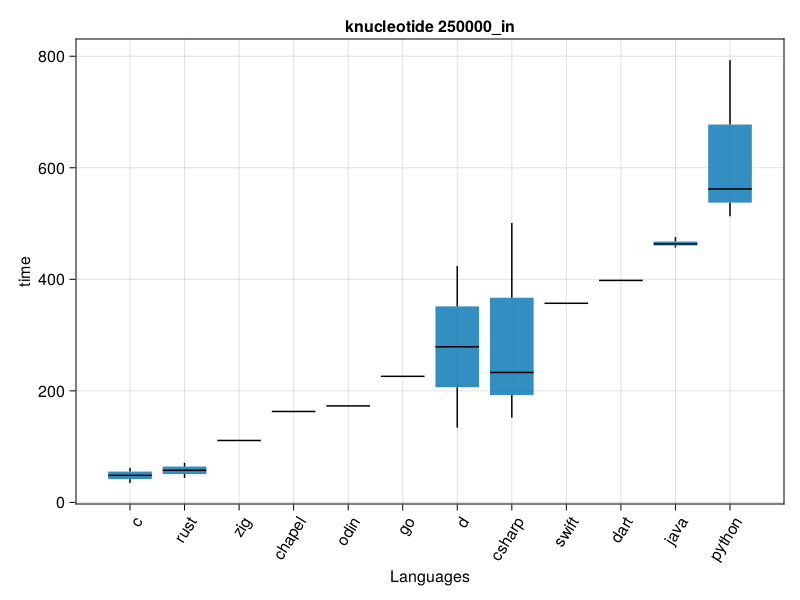 knucleotide 250000_in
800
600
400
200
0
time
c
rust
zig
chapel
odin
go
d
csharp
swift
dart
java
python
Languages